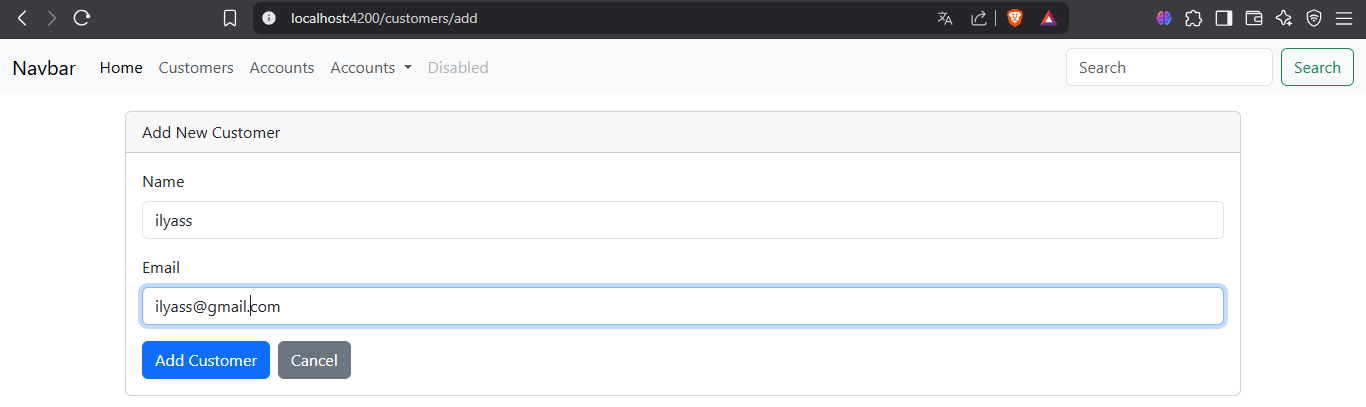 localhost:4200/customers/add
Navbar Home Customers Accounts Accounts Disabled Search Search
Add New Customer
Name
ilyass
Email
ilyass@gmail.com
Add Customer Cancel